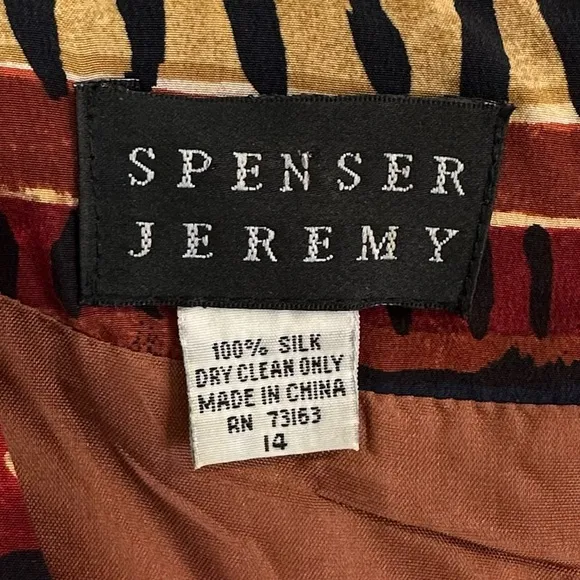 SPENSER
JEREMY
100% SILK
DRY CLEAN ONLY
MADE IN CHINA
RN 73163
14